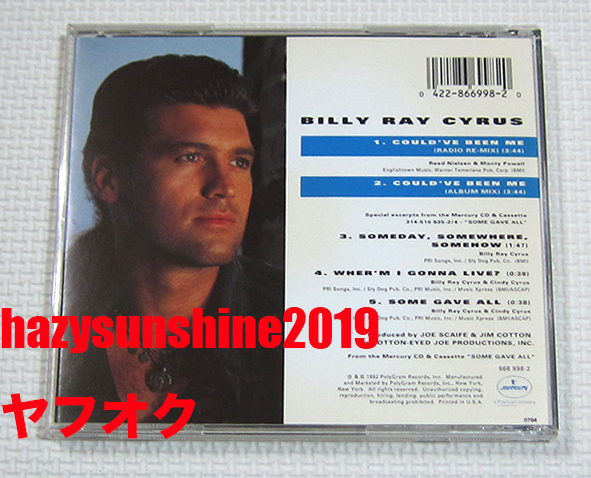 0 422-866998-2 0
BILLY RAY CYRUS
1. COULD'VE BEEN ME
(RADIO RE-MIX) (3:44)
Reed Nielsen & Monty Powell
Englishtown Music; Warner Tamerlane Pub. Corp. (BMI)
2. COULD'VE BEEN ME
(ALBUM MIX) (3:44)
Special excerpts from the Mercury CD & Cassette
314-510 635-2/4 - "SOME GAVE ALL"
3. SOMEDAY, SOMEWHERE,
SOMEHOW (1:47)
Billy Ray Cyrus
PRI Songs, Inc. / Sly Dog Pub. Co. (BMI)
4. WHER'M I GONNA LIVE? (0:38)
Billy Ray Cyrus & Cindy Cyrus
PRI Songs, Inc. / Sly Dog Pub. Co.; PRI Music, Inc. / Music Xpress (BMI/ASCAP)
5. SOME GAVE ALL (0:38)
Billy Ray Cyrus & Cindy Cyrus
Dog Pub. Co.; PRI Music, Inc. / Music Xpress (BMI/ASCAP)
hazysunshine2019
roduced by JOE SCAIFE & JIM COTTON
OTTON-EYED JOE PRODUCTIONS, INC.
From the Mercury CD & Cassette "SOME GAVE ALL"
866 998-2
℗ & © 1992 PolyGram Records, Inc. Manufactured
and Marketed by PolyGram Records, Inc., New York,
New York. All rights reserved. Unauthorized copying,
reproduction, hiring, lending, public performance and
broadcasting prohibited. Printed in U.S.A.
mercury
a PolyGram company
0704
ヤフオク